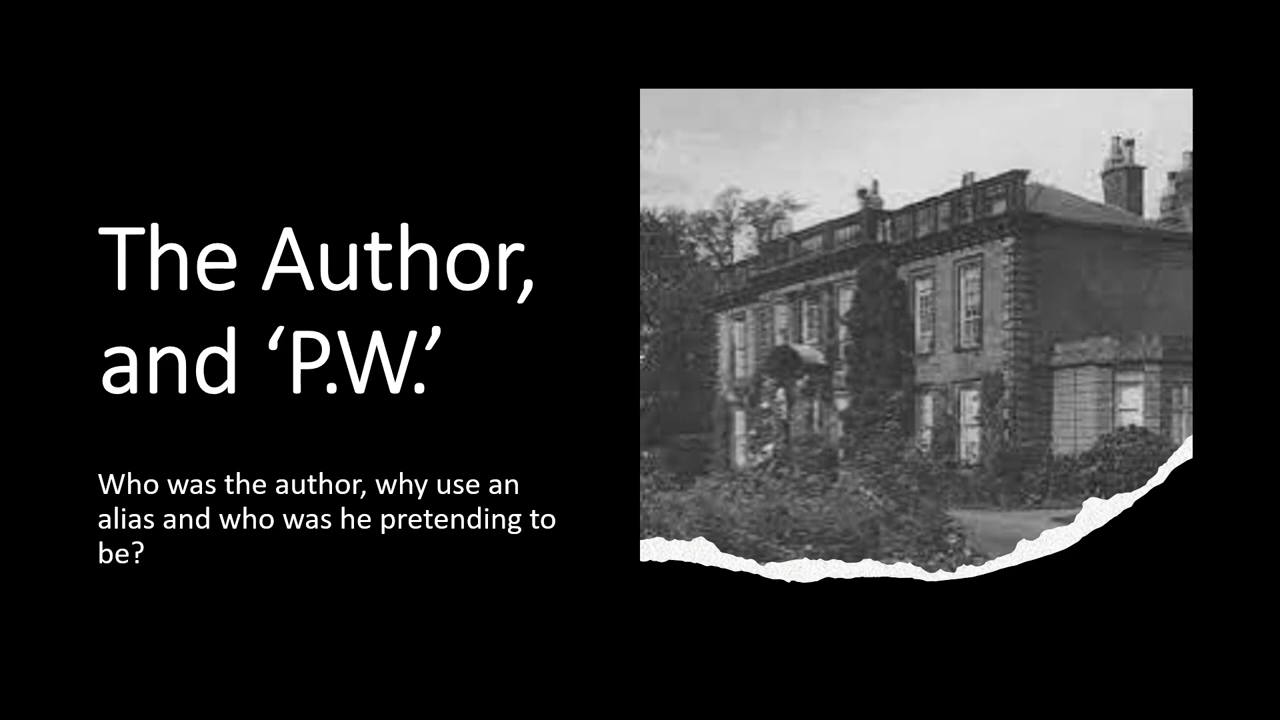 The Author,
and ‘P.W.’
Who was the author, why use an
alias and who was he pretending to
be?